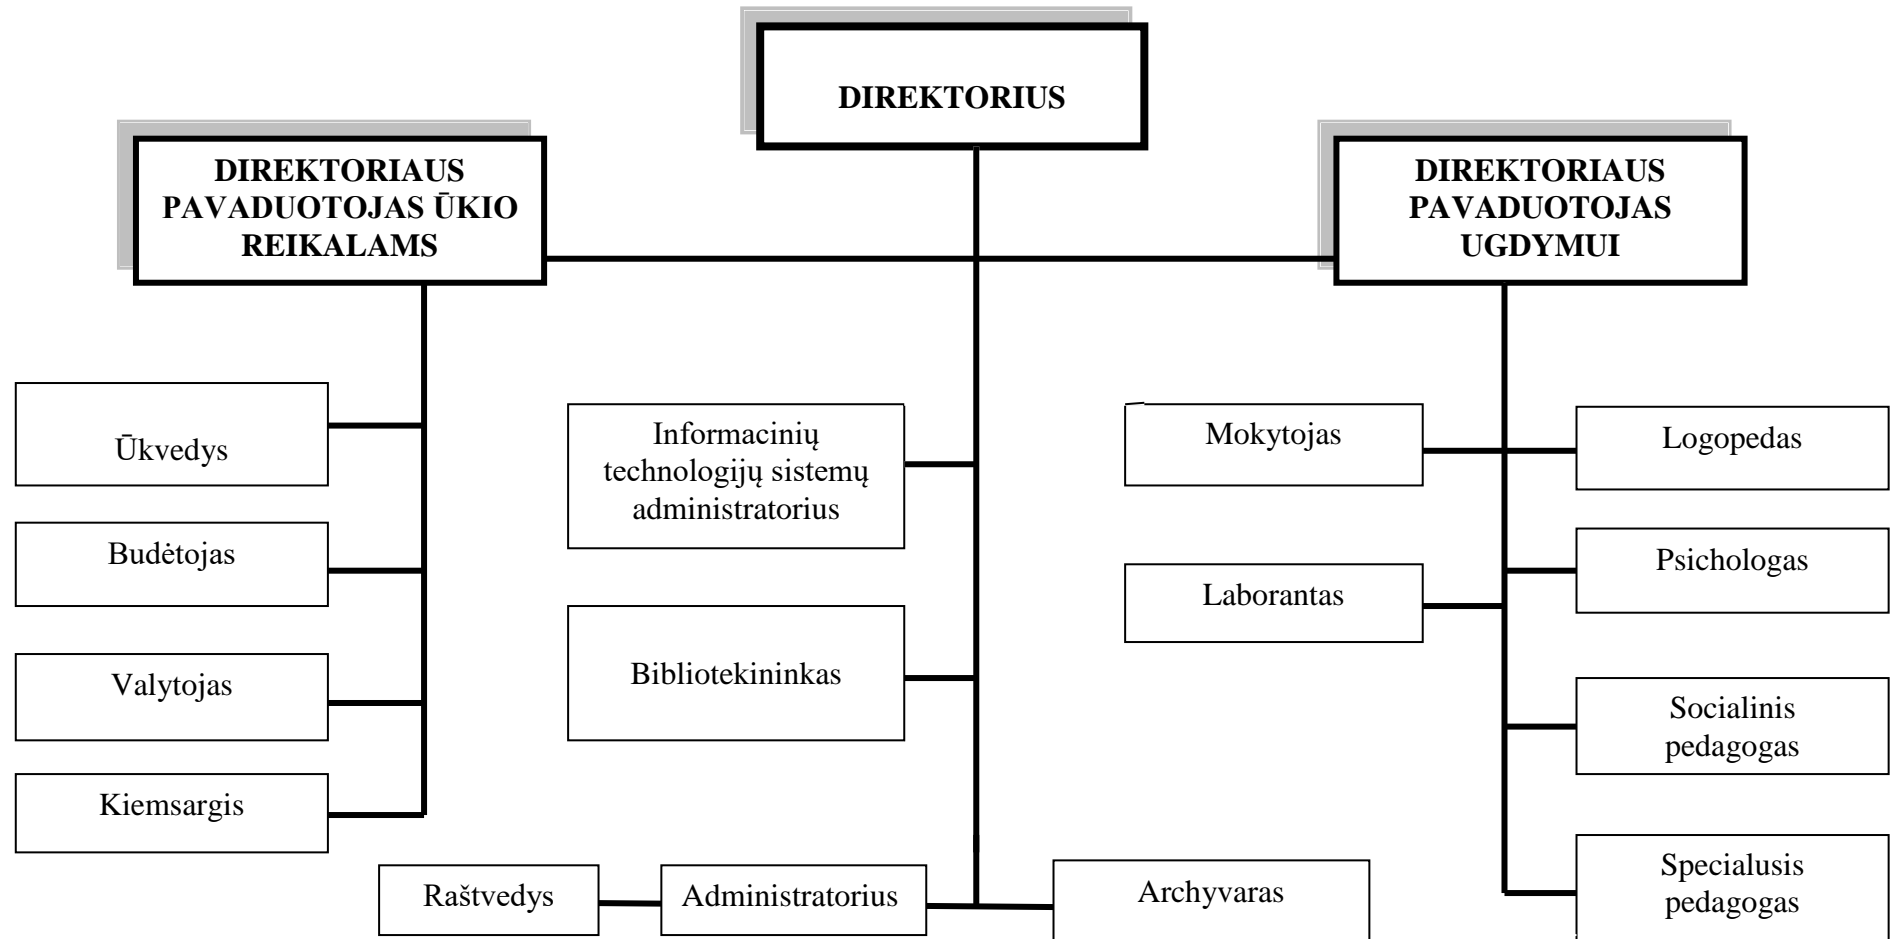 DIREKTORIUS
DIREKTORIAUS
PAVADUOTOJAS ŪKIO
REIKALAMS
DIREKTORIAUS
PAVADUOTOJAS
UGDYMUI
Ūkvedys
Budėtojas
Valytojas
Kiemsargis
Informacinių
technologijų sistemų
administratorius
Bibliotekininkas
Raštvedys
Administratorius
Archyvaras
Mokytojas
Laborantas
Logopedas
Psichologas
Socialinis
pedagogas
Specialusis
pedagogas